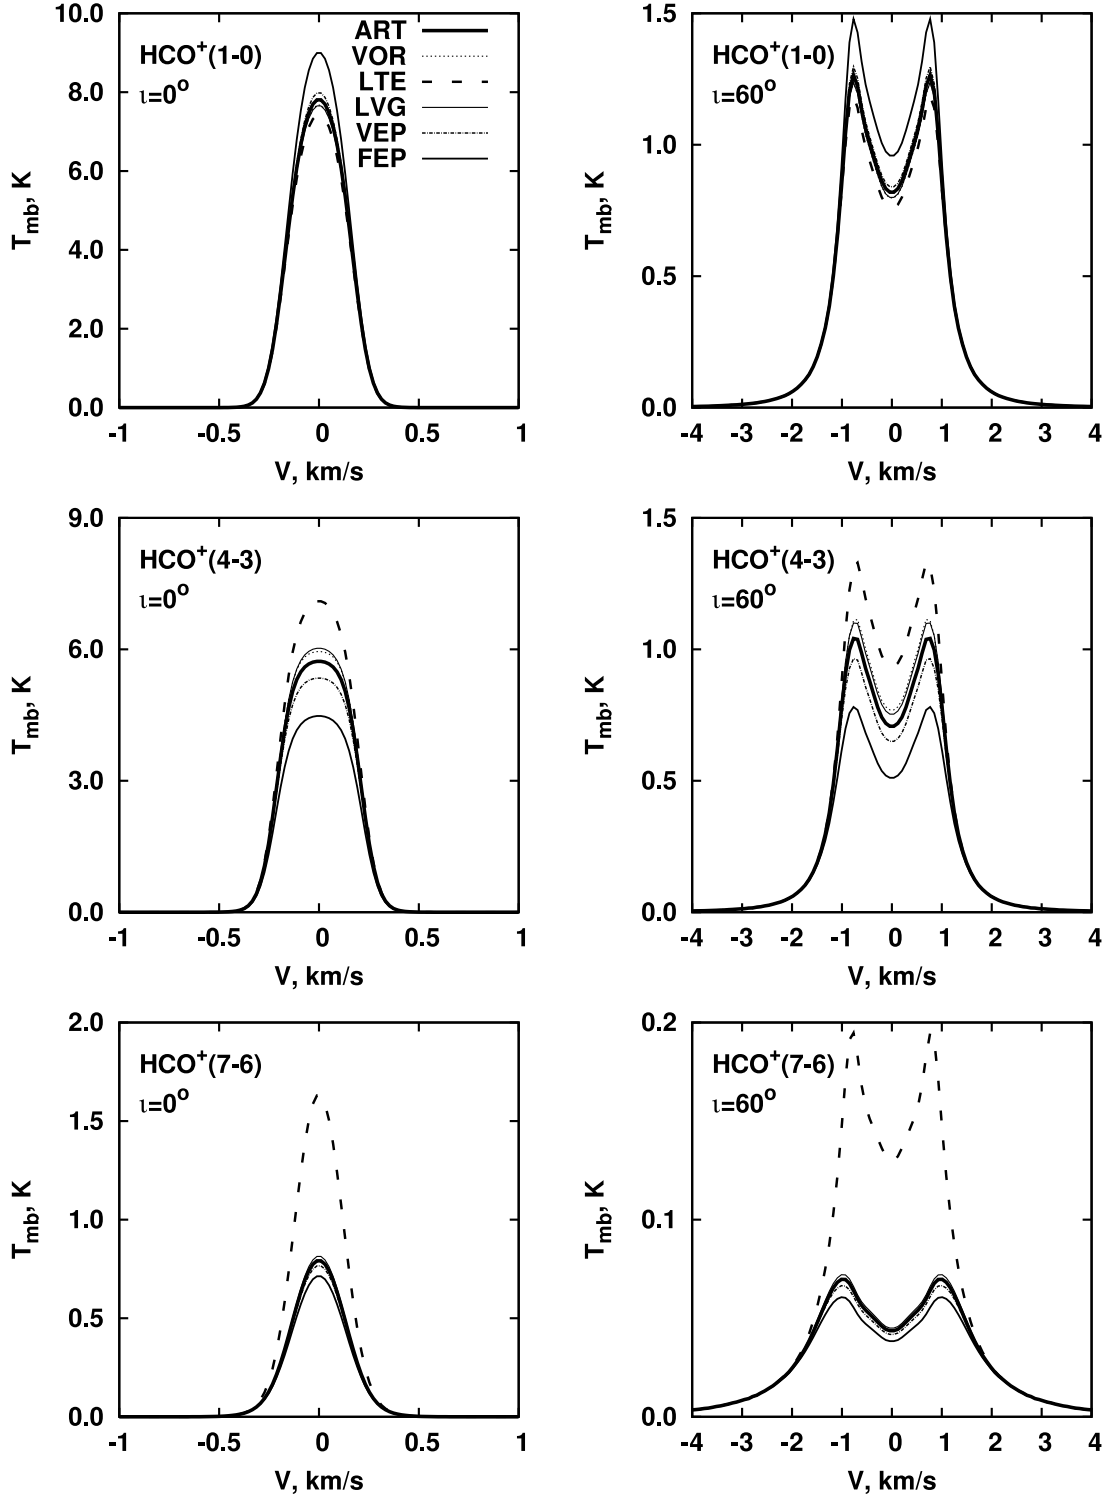 10.0
8.0
6.0
4.0
2.0
0.0
T_mb, K
HCO⁺(1-0)
ι=0°
ART
VOR
LTE
LVG
VEP
FEP
-1 -0.5 0 0.5 1
V, km/s
1.5
1.0
0.5
0.0
T_mb, K
HCO⁺(1-0)
ι=60°
-4 -3 -2 -1 0 1 2 3 4
V, km/s
9.0
6.0
3.0
0.0
T_mb, K
HCO⁺(4-3)
ι=0°
-1 -0.5 0 0.5 1
V, km/s
1.5
1.0
0.5
0.0
T_mb, K
HCO⁺(4-3)
ι=60°
-4 -3 -2 -1 0 1 2 3 4
V, km/s
2.0
1.5
1.0
0.5
0.0
T_mb, K
HCO⁺(7-6)
ι=0°
-1 -0.5 0 0.5 1
V, km/s
0.2
0.1
0.0
T_mb, K
HCO⁺(7-6)
ι=60°
-4 -3 -2 -1 0 1 2 3 4
V, km/s